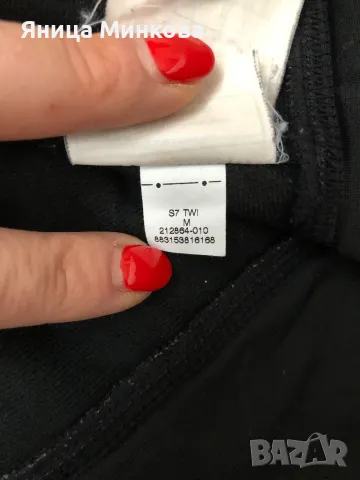 Яница Минкова
S7 TWI
M
212864-010
883153816168
BAZAR